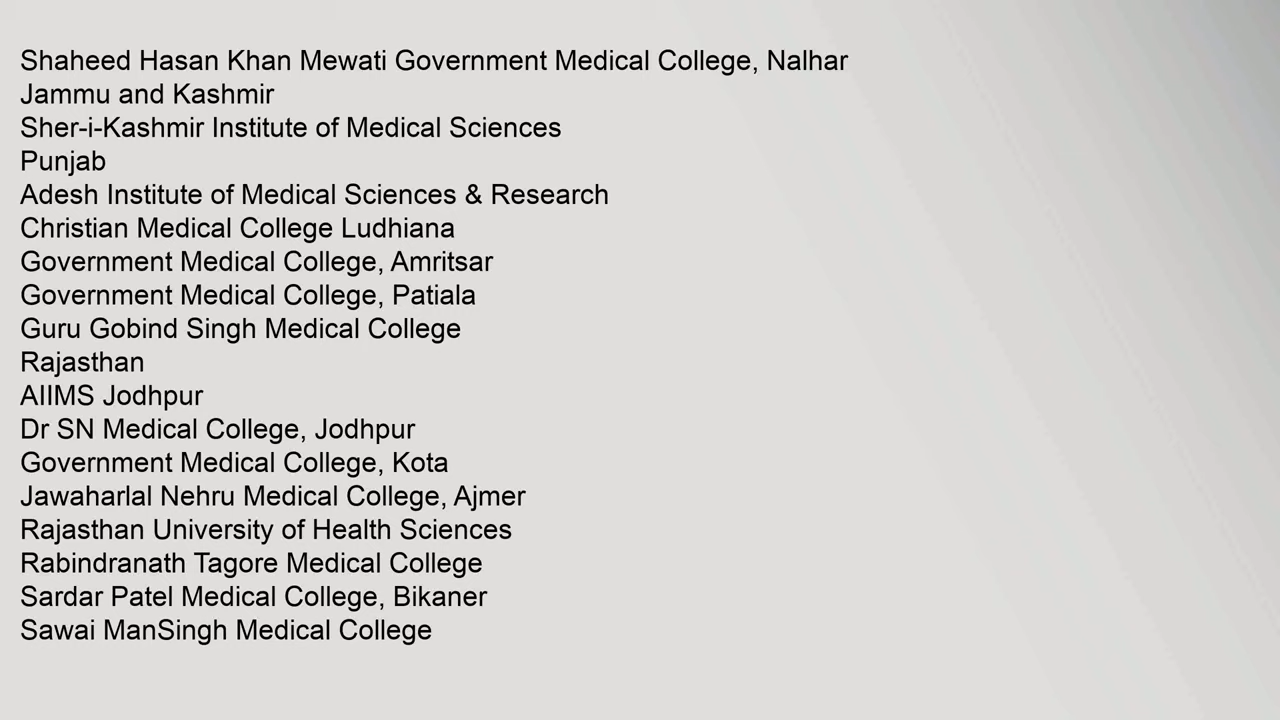 Shaheed Hasan Khan Mewati Government Medical College, Nalhar
Jammu and Kashmir
Sher-i-Kashmir Institute of Medical Sciences
Punjab
Adesh Institute of Medical Sciences & Research
Christian Medical College Ludhiana
Government Medical College, Amritsar
Government Medical College, Patiala
Guru Gobind Singh Medical College
Rajasthan
AIIMS Jodhpur
Dr SN Medical College, Jodhpur
Government Medical College, Kota
Jawaharlal Nehru Medical College, Ajmer
Rajasthan University of Health Sciences
Rabindranath Tagore Medical College
Sardar Patel Medical College, Bikaner
Sawai ManSingh Medical College